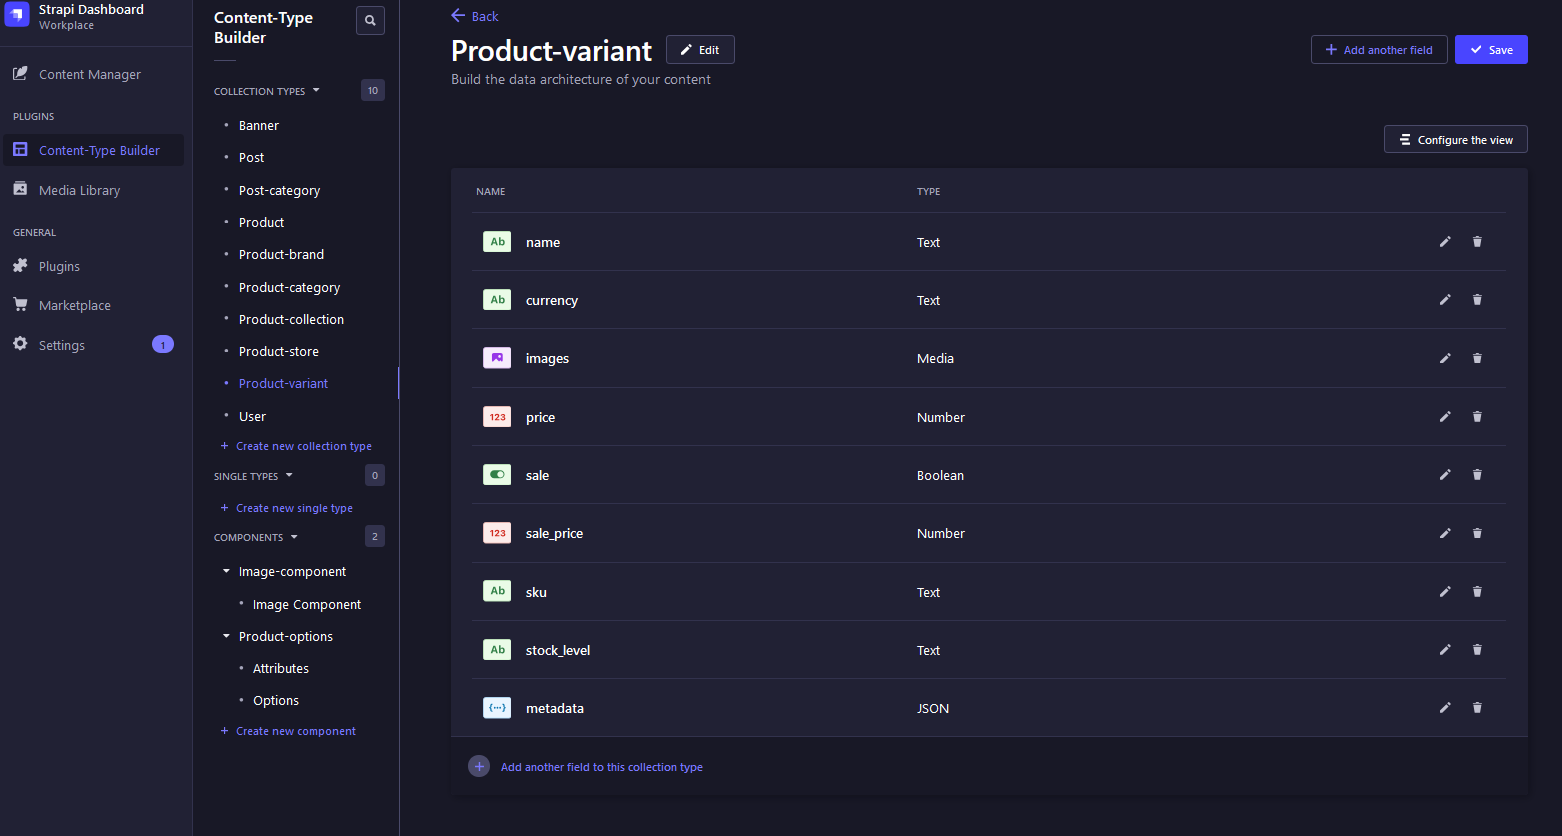 Strapi Dashboard
Workplace
Content Manager
PLUGINS
Content-Type Builder
Media Library
GENERAL
Plugins
Marketplace
Settings
1
Content-Type
Builder
COLLECTION TYPES
10
Banner
Post
Post-category
Product
Product-brand
Product-category
Product-collection
Product-store
Product-variant
User
+ Create new collection type
SINGLE TYPES
0
+ Create new single type
COMPONENTS
2
Image-component
Image Component
Product-options
Attributes
Options
+ Create new component
Back
Product-variant
Edit
+ Add another field
Save
Build the data architecture of your content
Configure the view
NAME TYPE
Ab name Text
Ab currency Text
images Media
123 price Number
sale Boolean
123 sale_price Number
Ab sku Text
Ab stock_level Text
{···} metadata JSON
+ Add another field to this collection type